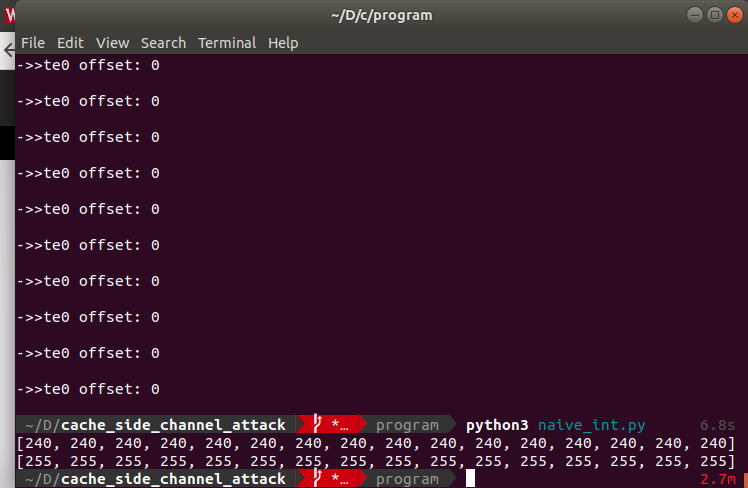 ~/D/c/program
File Edit View Search Terminal Help
->>te0 offset: 0
->>te0 offset: 0
->>te0 offset: 0
->>te0 offset: 0
->>te0 offset: 0
->>te0 offset: 0
->>te0 offset: 0
->>te0 offset: 0
->>te0 offset: 0
->>te0 offset: 0
~/D/cache_side_channel_attack *… program python3 naive_int.py 6.8s
[240, 240, 240, 240, 240, 240, 240, 240, 240, 240, 240, 240, 240, 240, 240, 240]
[255, 255, 255, 255, 255, 255, 255, 255, 255, 255, 255, 255, 255, 255, 255, 255]
~/D/cache_side_channel_attack *… program 2.7m